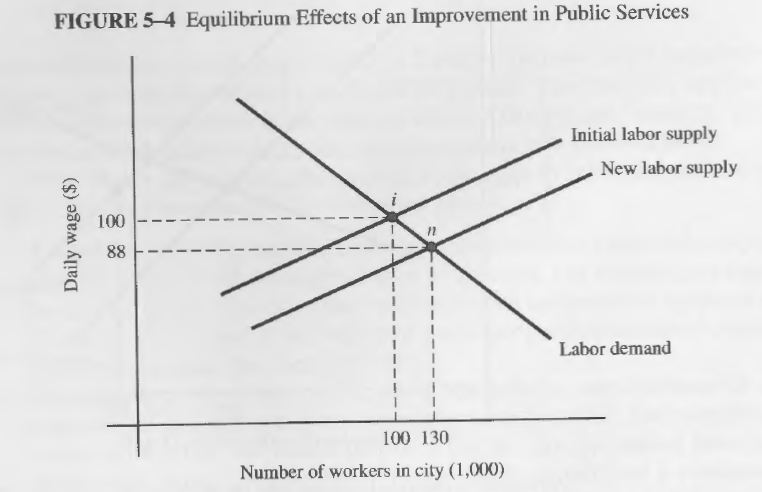 FIGURE 5–4 Equilibrium Effects of an Improvement in Public Services
Initial labor supply
New labor supply
i
n
100
88
Daily wage ($)
Labor demand
100 130
Number of workers in city (1,000)